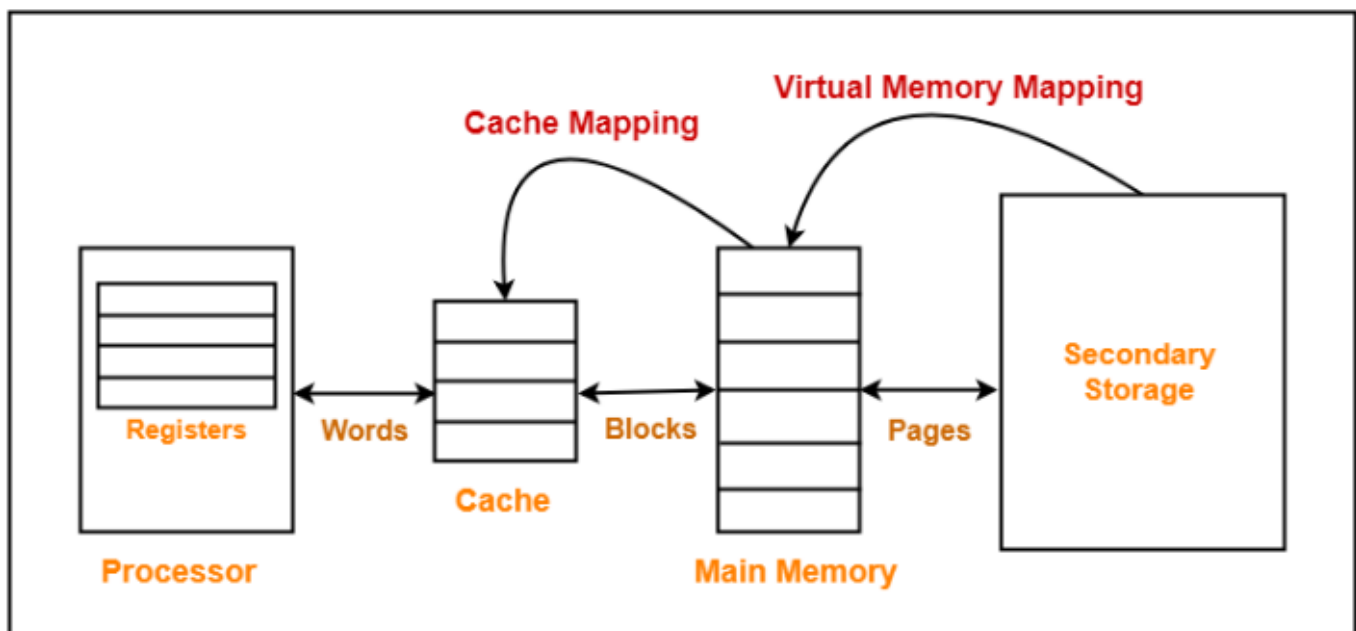 Virtual Memory Mapping
Cache Mapping
Secondary
Storage
Registers
Words
Blocks
Pages
Cache
Processor
Main Memory